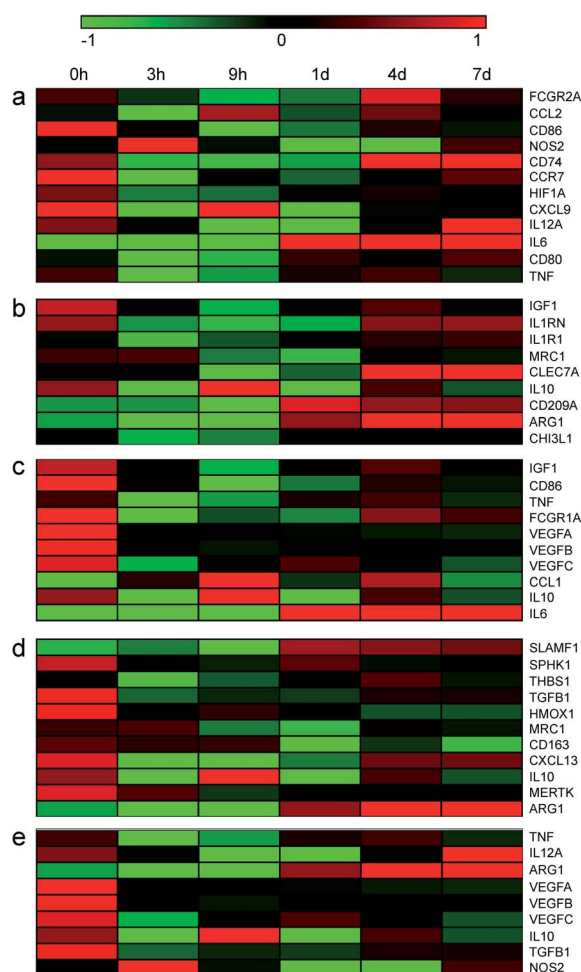 -1 0 1
0h 3h 9h 1d 4d 7d
a
FCGR2A
CCL2
CD86
NOS2
CD74
CCR7
HIF1A
CXCL9
IL12A
IL6
CD80
TNF
b
IGF1
IL1RN
IL1R1
MRC1
CLEC7A
IL10
CD209A
ARG1
CHI3L1
c
IGF1
CD86
TNF
FCGR1A
VEGFA
VEGFB
VEGFC
CCL1
IL10
IL6
d
SLAMF1
SPHK1
THBS1
TGFB1
HMOX1
MRC1
CD163
CXCL13
IL10
MERTK
ARG1
e
TNF
IL12A
ARG1
VEGFA
VEGFB
VEGFC
IL10
TGFB1
NOS2